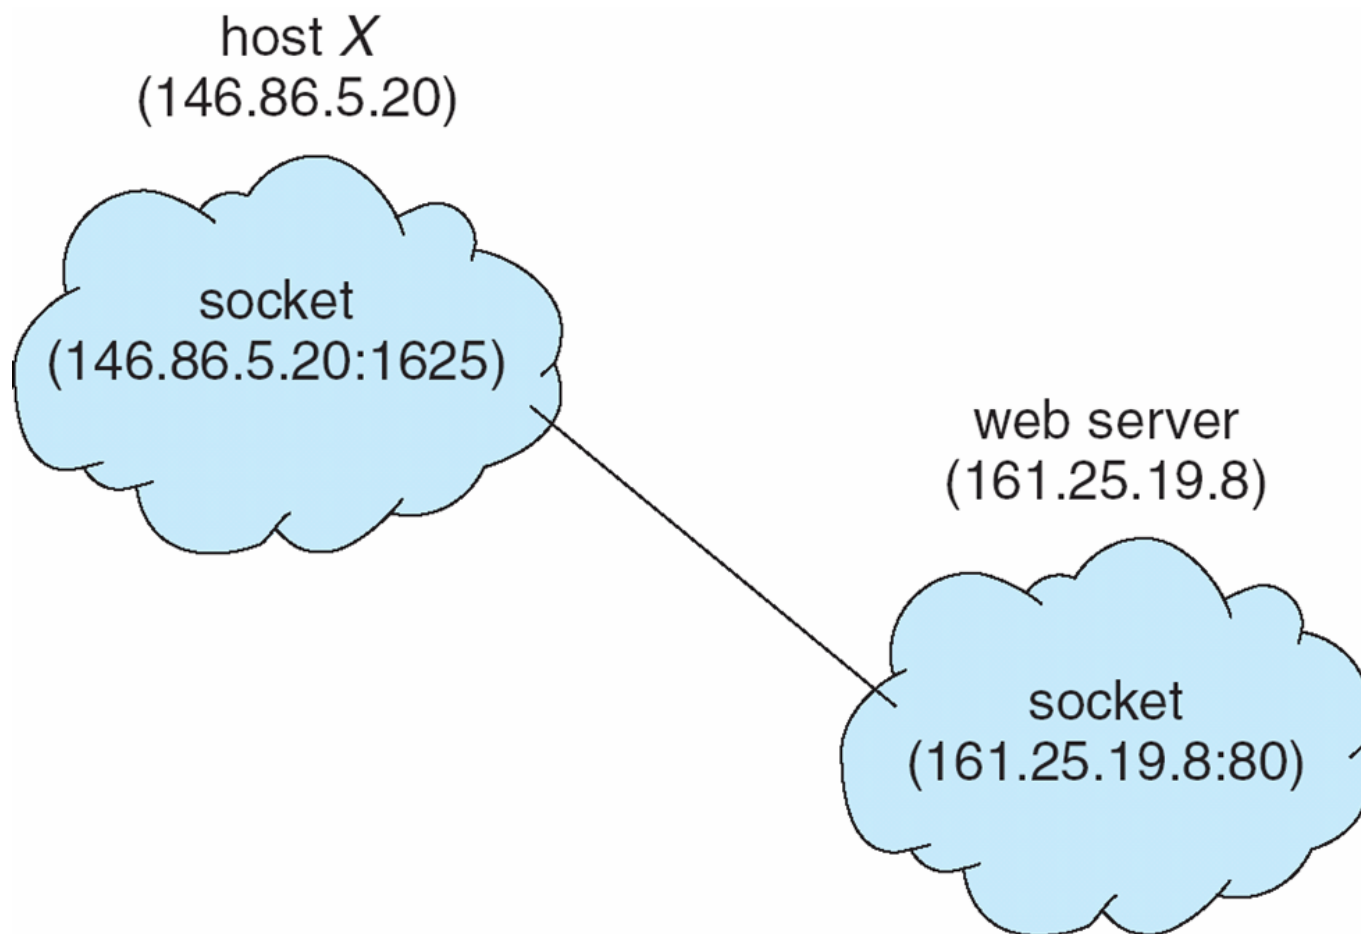 host X
(146.86.5.20)
socket
(146.86.5.20:1625)
web server
(161.25.19.8)
socket
(161.25.19.8:80)